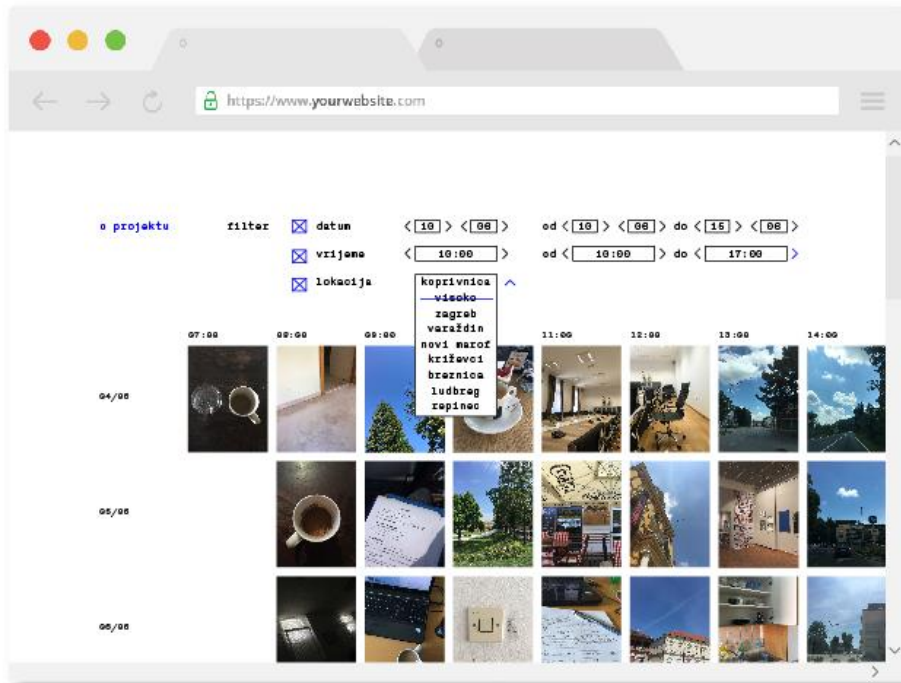 https://www.yourwebsite.com
o projektu filter datum < 10 > < 06 > od < 10 > < 06 > do < 15 > < 06 >
vrijeme < 10:00 > od < 10:00 > do < 17:00 >
lokacija koprivnica
visoko
zagreb
varaždin
novi marof
križevci
breznica
ludbreg
repinec
07:00 08:00 09:00 11:00 12:00 13:00 14:00
04/06
05/06
06/06